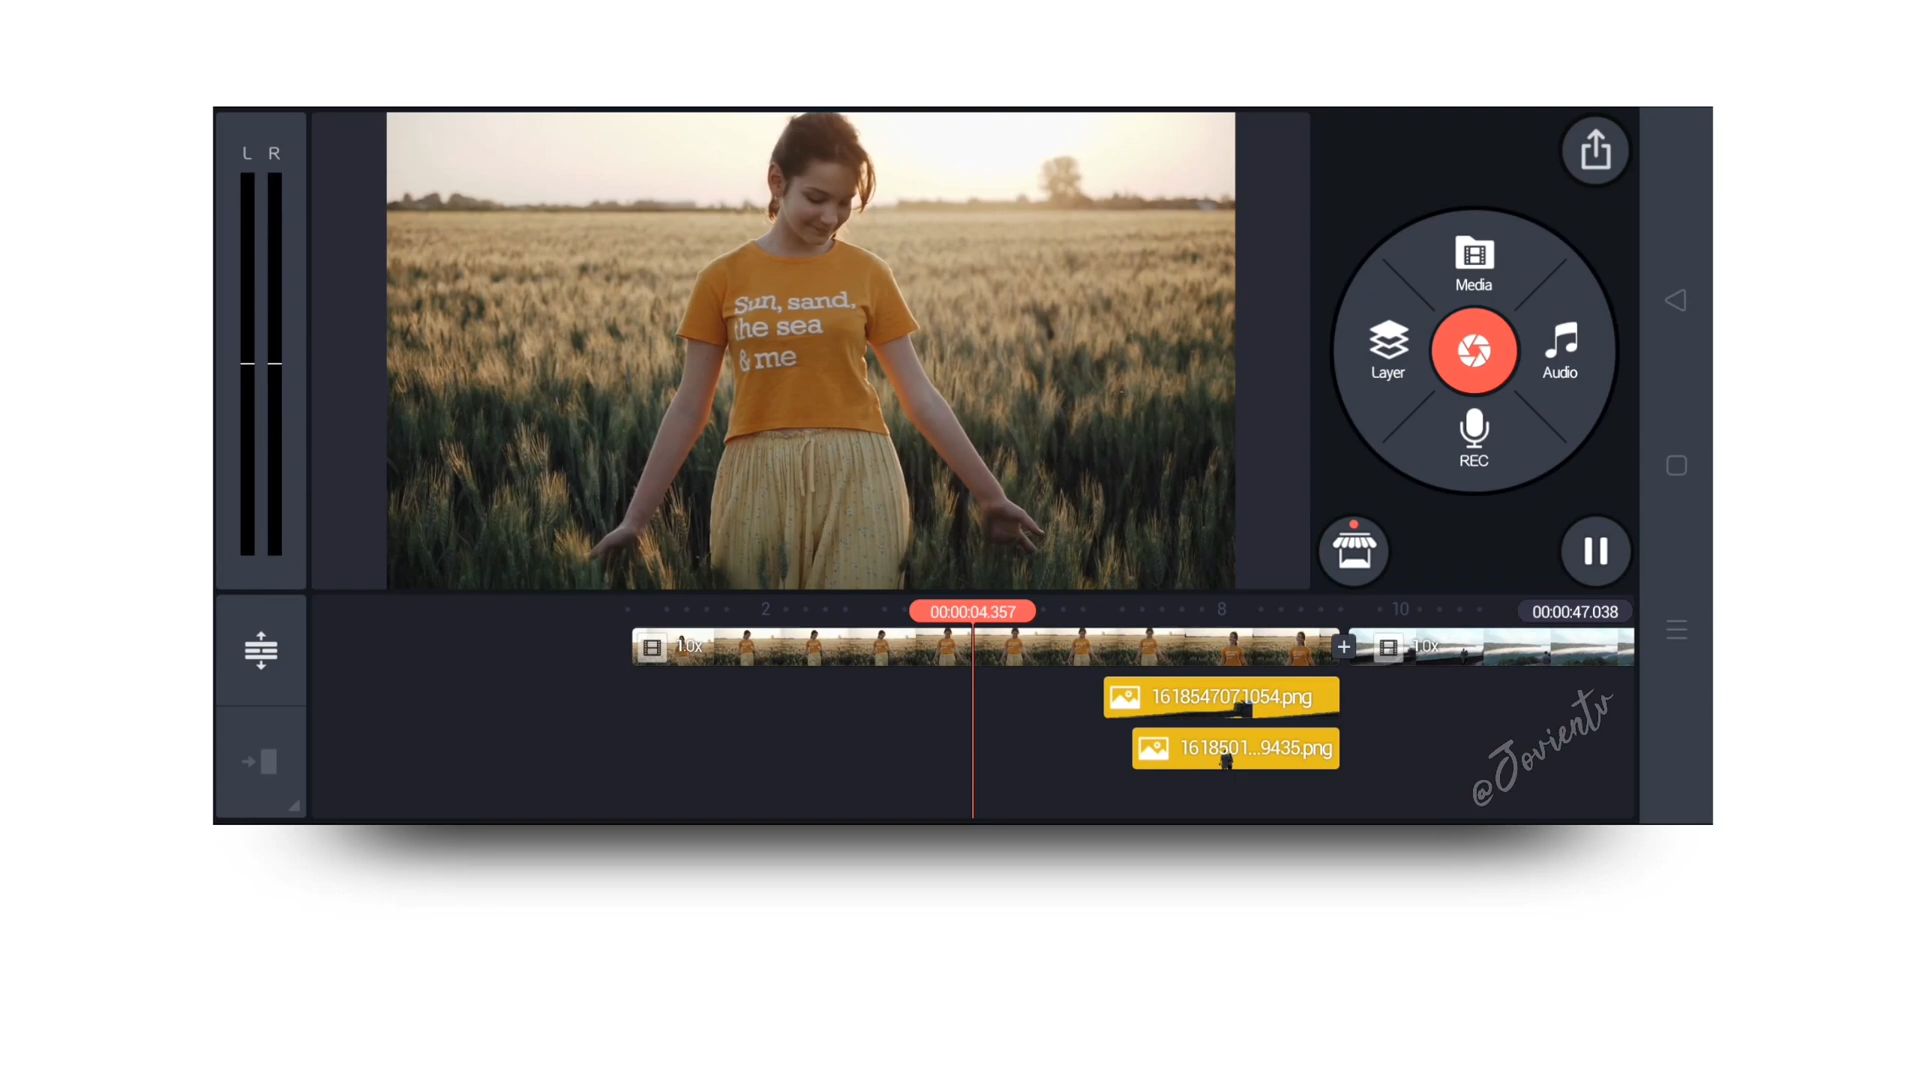 L R
Sun, sand,
the sea
& me
Media
Layer
Audio
REC
2
00:00:04.357
8
10
00:00:47.038
1.0x
1.0x
1618547071054.png
1618501...9435.png
@Jovientv